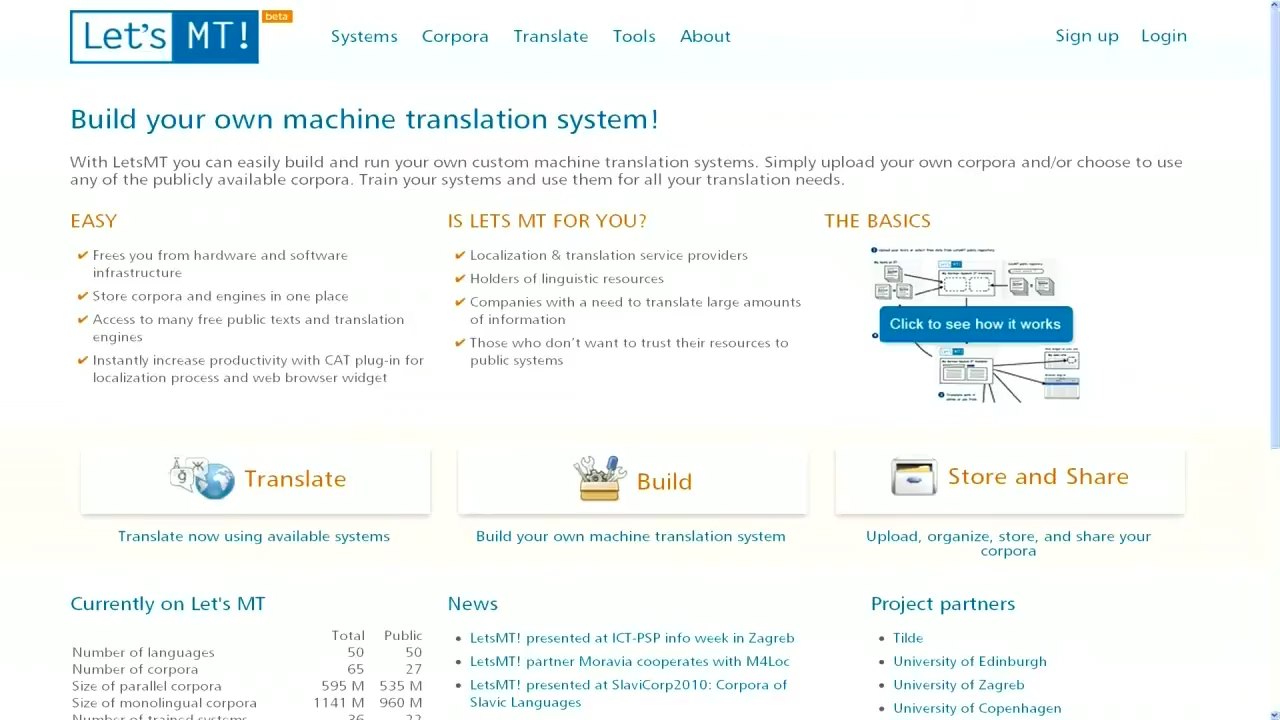 Let's MT! beta
Systems Corpora Translate Tools About Sign up Login
Build your own machine translation system!
With LetsMT you can easily build and run your own custom machine translation systems. Simply upload your own corpora and/or choose to use
any of the publicly available corpora. Train your systems and use them for all your translation needs.
EASY
Frees you from hardware and software
infrastructure
Store corpora and engines in one place
Access to many free public texts and translation
engines
Instantly increase productivity with CAT plug-in for
localization process and web browser widget
IS LETS MT FOR YOU?
Localization & translation service providers
Holders of linguistic resources
Companies with a need to translate large amounts
of information
Those who don't want to trust their resources to
public systems
THE BASICS
Click to see how it works
Translate
Translate now using available systems
Build
Build your own machine translation system
Store and Share
Upload, organize, store, and share your
corpora
Currently on Let's MT
Total Public
Number of languages 50 50
Number of corpora 65 27
Size of parallel corpora 595 M 535 M
Size of monolingual corpora 1141 M 960 M
Number of trained systems 36 22
News
LetsMT! presented at ICT-PSP info week in Zagreb
LetsMT! partner Moravia cooperates with M4Loc
LetsMT! presented at SlaviCorp2010: Corpora of
Slavic Languages
Project partners
Tilde
University of Edinburgh
University of Zagreb
University of Copenhagen